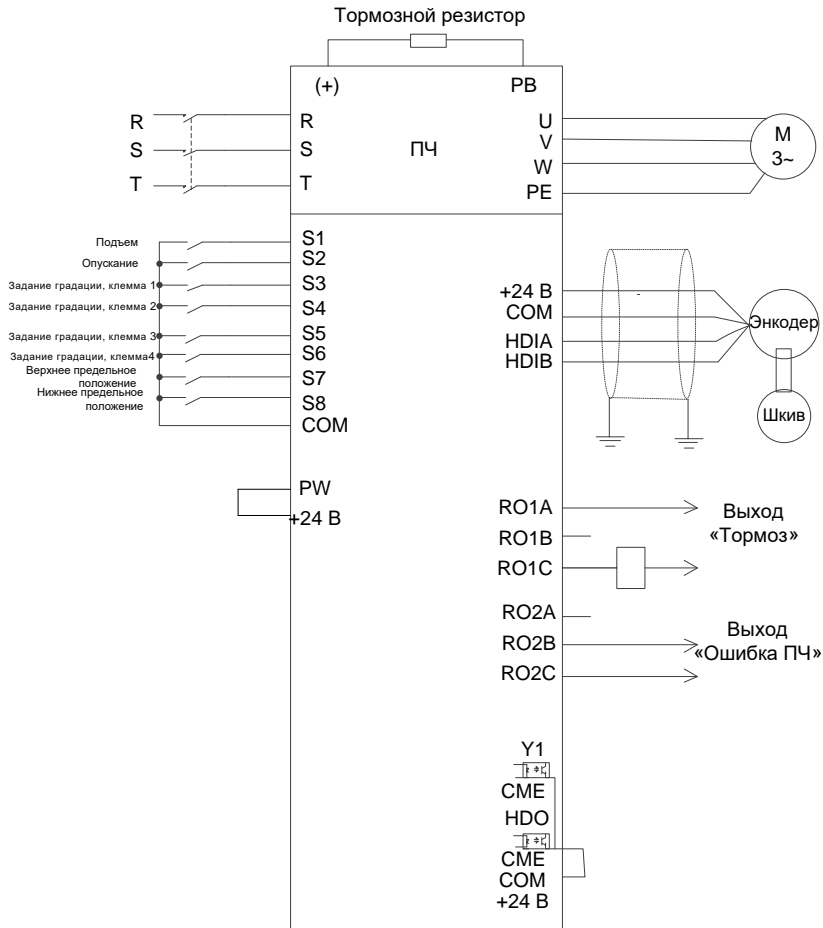 Тормозной резистор
(+)
PB
R
S
T
R
S
T
ПЧ
U
V
W
PE
M
3~
Подъем
Опускание
Задание градации, клемма 1
Задание градации, клемма 2
Задание градации, клемма 3
Задание градации, клемма4
Верхнее предельное
положение
Нижнее предельное
положение
S1
S2
S3
S4
S5
S6
S7
S8
COM
+24 В
COM
HDIA
HDIB
Энкодер
Шкив
PW
+24 В
RO1A
RO1B
RO1C
Выход
«Тормоз»
RO2A
RO2B
RO2C
Выход
«Ошибка ПЧ»
Y1
CME
HDO
CME
COM
+24 В